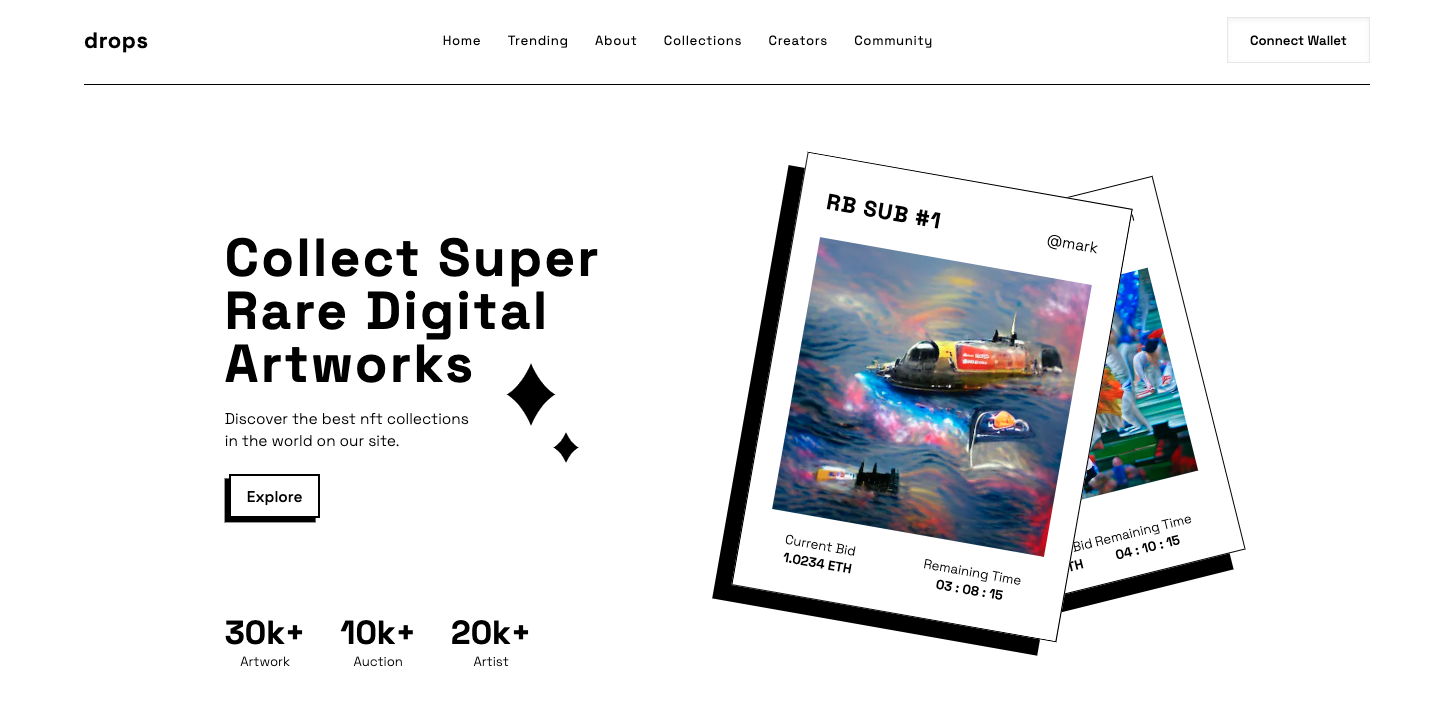 drops
Home Trending About Collections Creators Community
Connect Wallet
Collect Super
Rare Digital
Artworks
Discover the best nft collections
in the world on our site.
Explore
30k+ 10k+ 20k+
Artwork Auction Artist
RB SUB #1
@mark
Current Bid
1.0234 ETH
Remaining Time
03 : 08 : 15
Bid Remaining Time
04 : 10 : 15